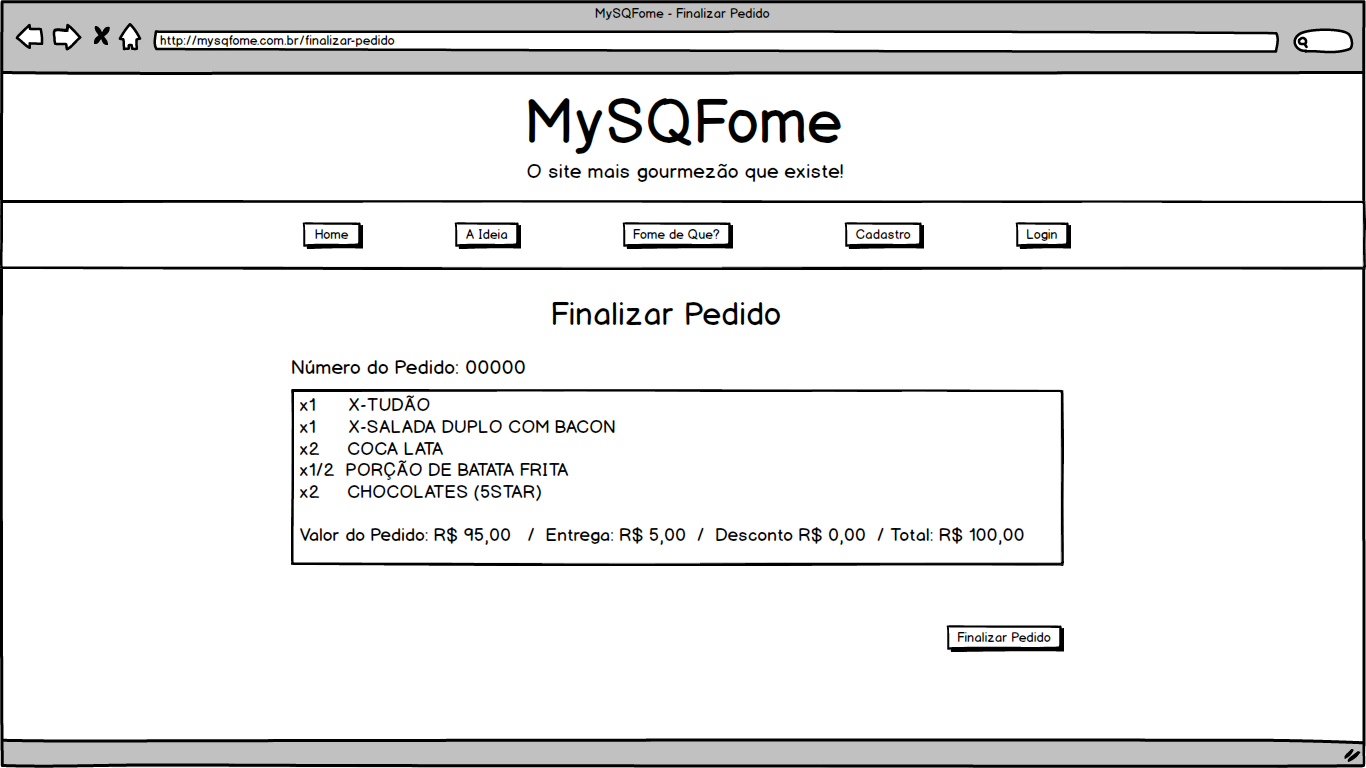 MySQFome - Finalizar Pedido
http://mysqfome.com.br/finalizar-pedido
MySQFome
O site mais gourmezão que existe!
Home A Ideia Fome de Que? Cadastro Login
Finalizar Pedido
Número do Pedido: 00000
x1 X-TUDÃO
x1 X-SALADA DUPLO COM BACON
x2 COCA LATA
x1/2 PORÇÃO DE BATATA FRITA
x2 CHOCOLATES (5STAR)
Valor do Pedido: R$ 95,00 / Entrega: R$ 5,00 / Desconto R$ 0,00 / Total: R$ 100,00
Finalizar Pedido